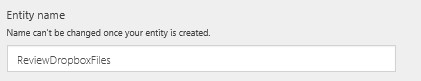 Entity name
Name can't be changed once your entity is created.
ReviewDropboxFiles